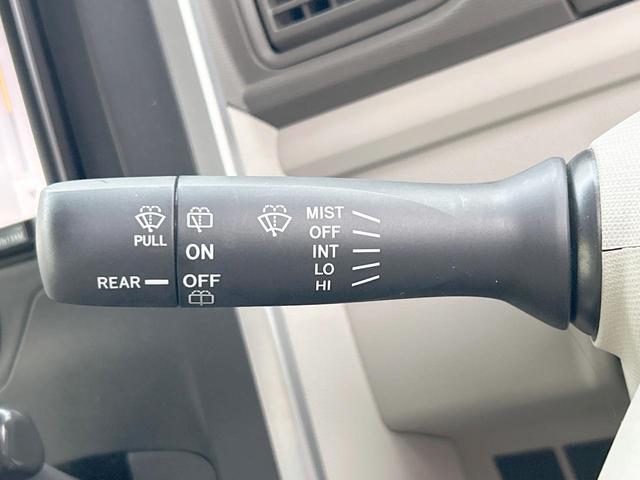 PULL
REAR
ON
OFF
MIST
OFF
INT
LO
HI